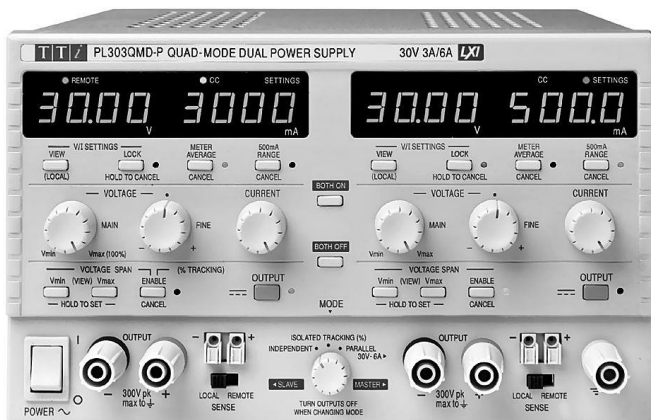 TTi PL303QMD-P QUAD-MODE DUAL POWER SUPPLY 30V 3A/6A LXI
REMOTE CC SETTINGS
30.00 V 3000 mA
CC SETTINGS
30.00 V 500.0 mA
V/I SETTINGS
VIEW (LOCAL)
LOCK
HOLD TO CANCEL
METER AVERAGE
CANCEL
500mA RANGE
CANCEL
V/I SETTINGS
VIEW (LOCAL)
LOCK
HOLD TO CANCEL
METER AVERAGE
CANCEL
500mA RANGE
CANCEL
BOTH ON
BOTH OFF
VOLTAGE
MAIN
Vmin Vmax (100%)
FINE
- +
CURRENT
VOLTAGE
MAIN
Vmin Vmax
FINE
- +
CURRENT
VOLTAGE SPAN (% TRACKING)
Vmin (VIEW) Vmax
HOLD TO SET
ENABLE
CANCEL
OUTPUT
VOLTAGE SPAN
Vmin (VIEW) Vmax
HOLD TO SET
ENABLE
CANCEL
OUTPUT
MODE
POWER
I
O
OUTPUT
- +
300V pk
max to
- +
LOCAL REMOTE
SENSE
ISOLATED TRACKING (%)
INDEPENDENT
PARALLEL
30V- 6A
SLAVE
MASTER
TURN OUTPUTS OFF
WHEN CHANGING MODE
OUTPUT
- +
300V pk
max to
- +
LOCAL REMOTE
SENSE